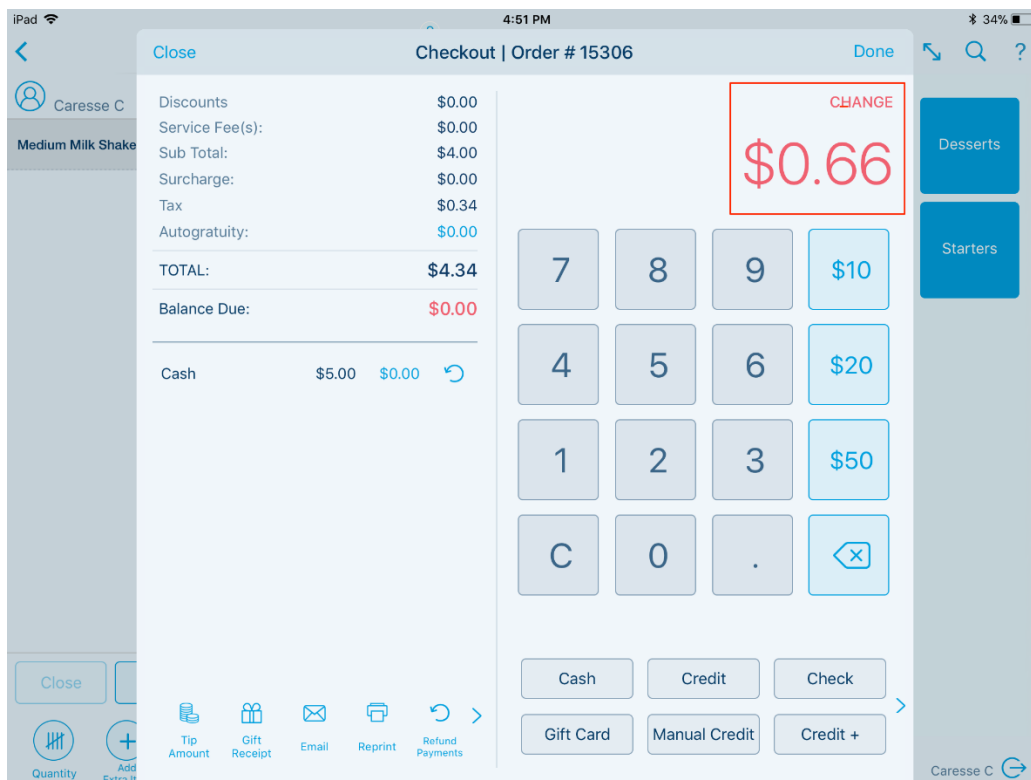 iPad 4:51 PM 34%
Close Checkout | Order # 15306 Done ?
Caresse C
Medium Milk Shake
Discounts $0.00
Service Fee(s): $0.00
Sub Total: $4.00
Surcharge: $0.00
Tax $0.34
Autogratuity: $0.00
TOTAL: $4.34
Balance Due: $0.00
Cash $5.00 $0.00
CHANGE
$0.66
7 8 9 $10
4 5 6 $20
1 2 3 $50
C 0 .
Cash Credit Check
Gift Card Manual Credit Credit +
Desserts
Starters
Close
Tip Amount
Gift Receipt
Email
Reprint
Refund Payments
Quantity
Add
Extra It
Caresse C